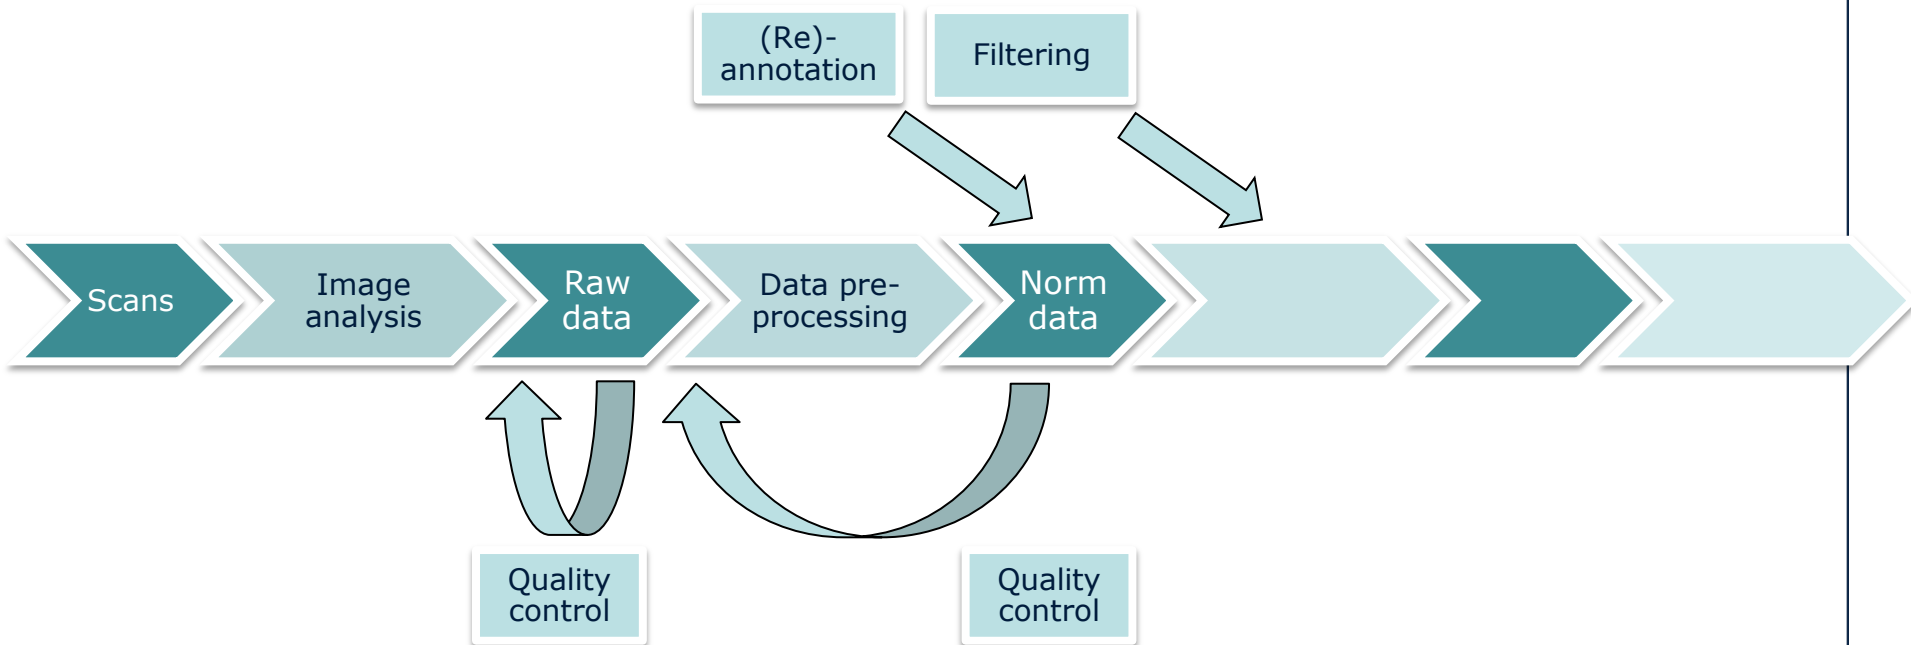 (Re)-
annotation
Filtering
Scans
Image
analysis
Raw
data
Data pre-
processing
Norm
data
Quality
control
Quality
control